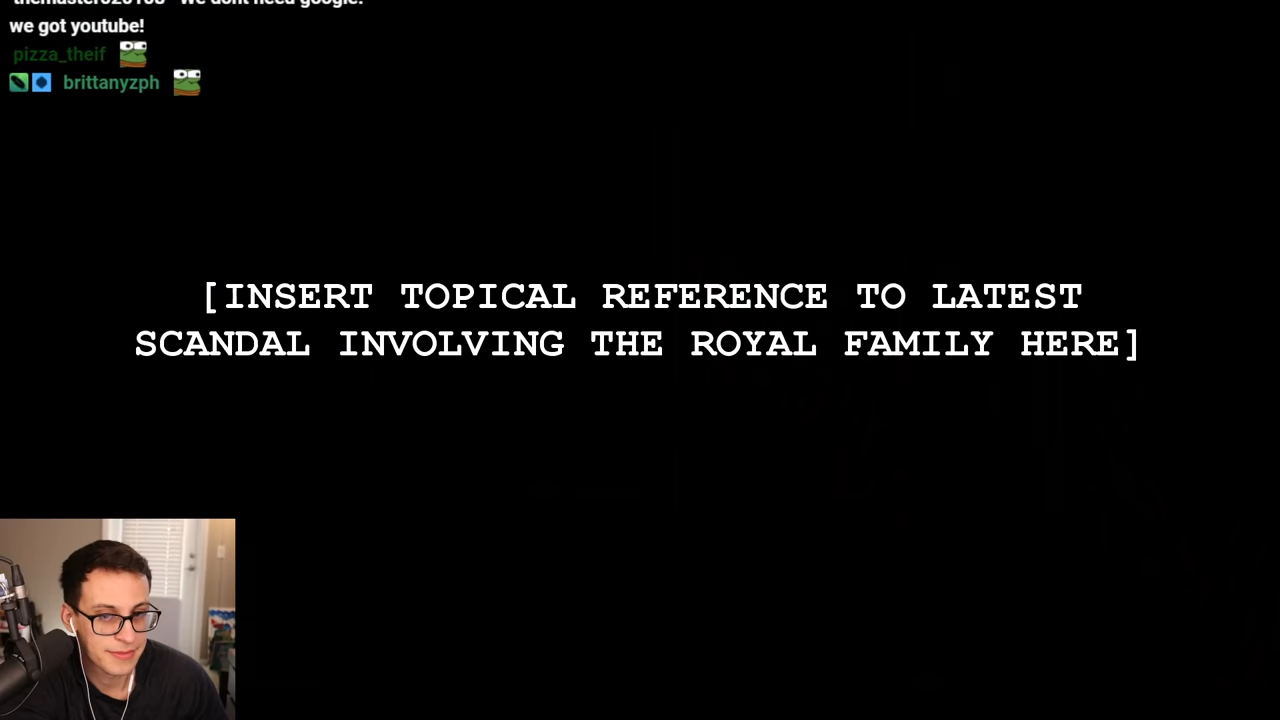 we got youtube!
pizza_theif
brittanyzph
[INSERT TOPICAL REFERENCE TO LATEST
SCANDAL INVOLVING THE ROYAL FAMILY HERE]